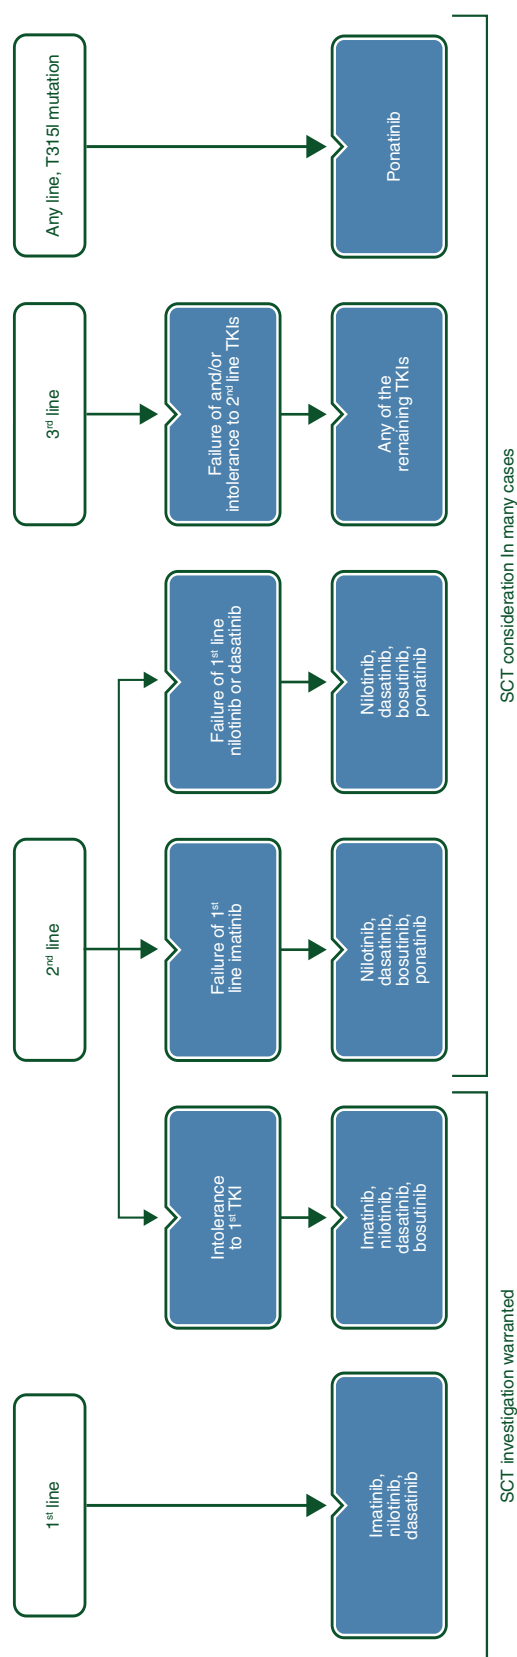 1st line
Imatinib,
nilotinib,
dasatinib
2nd line
Intolerance
to 1st TKI
Imatinib,
nilotinib,
dasatinib,
bosutinib
Failure of 1st
line imatinib
Nilotinib,
dasatinib,
bosutinib,
ponatinib
Failure of 1st line
nilotinib or dasatinib
Nilotinib,
dasatinib,
bosutinib,
ponatinib
3rd line
Failure of and/or
intolerance to 2nd line TKIs
Any of the
remaining TKIs
Any line, T315I mutation
Ponatinib
SCT investigation warranted
SCT consideration In many cases